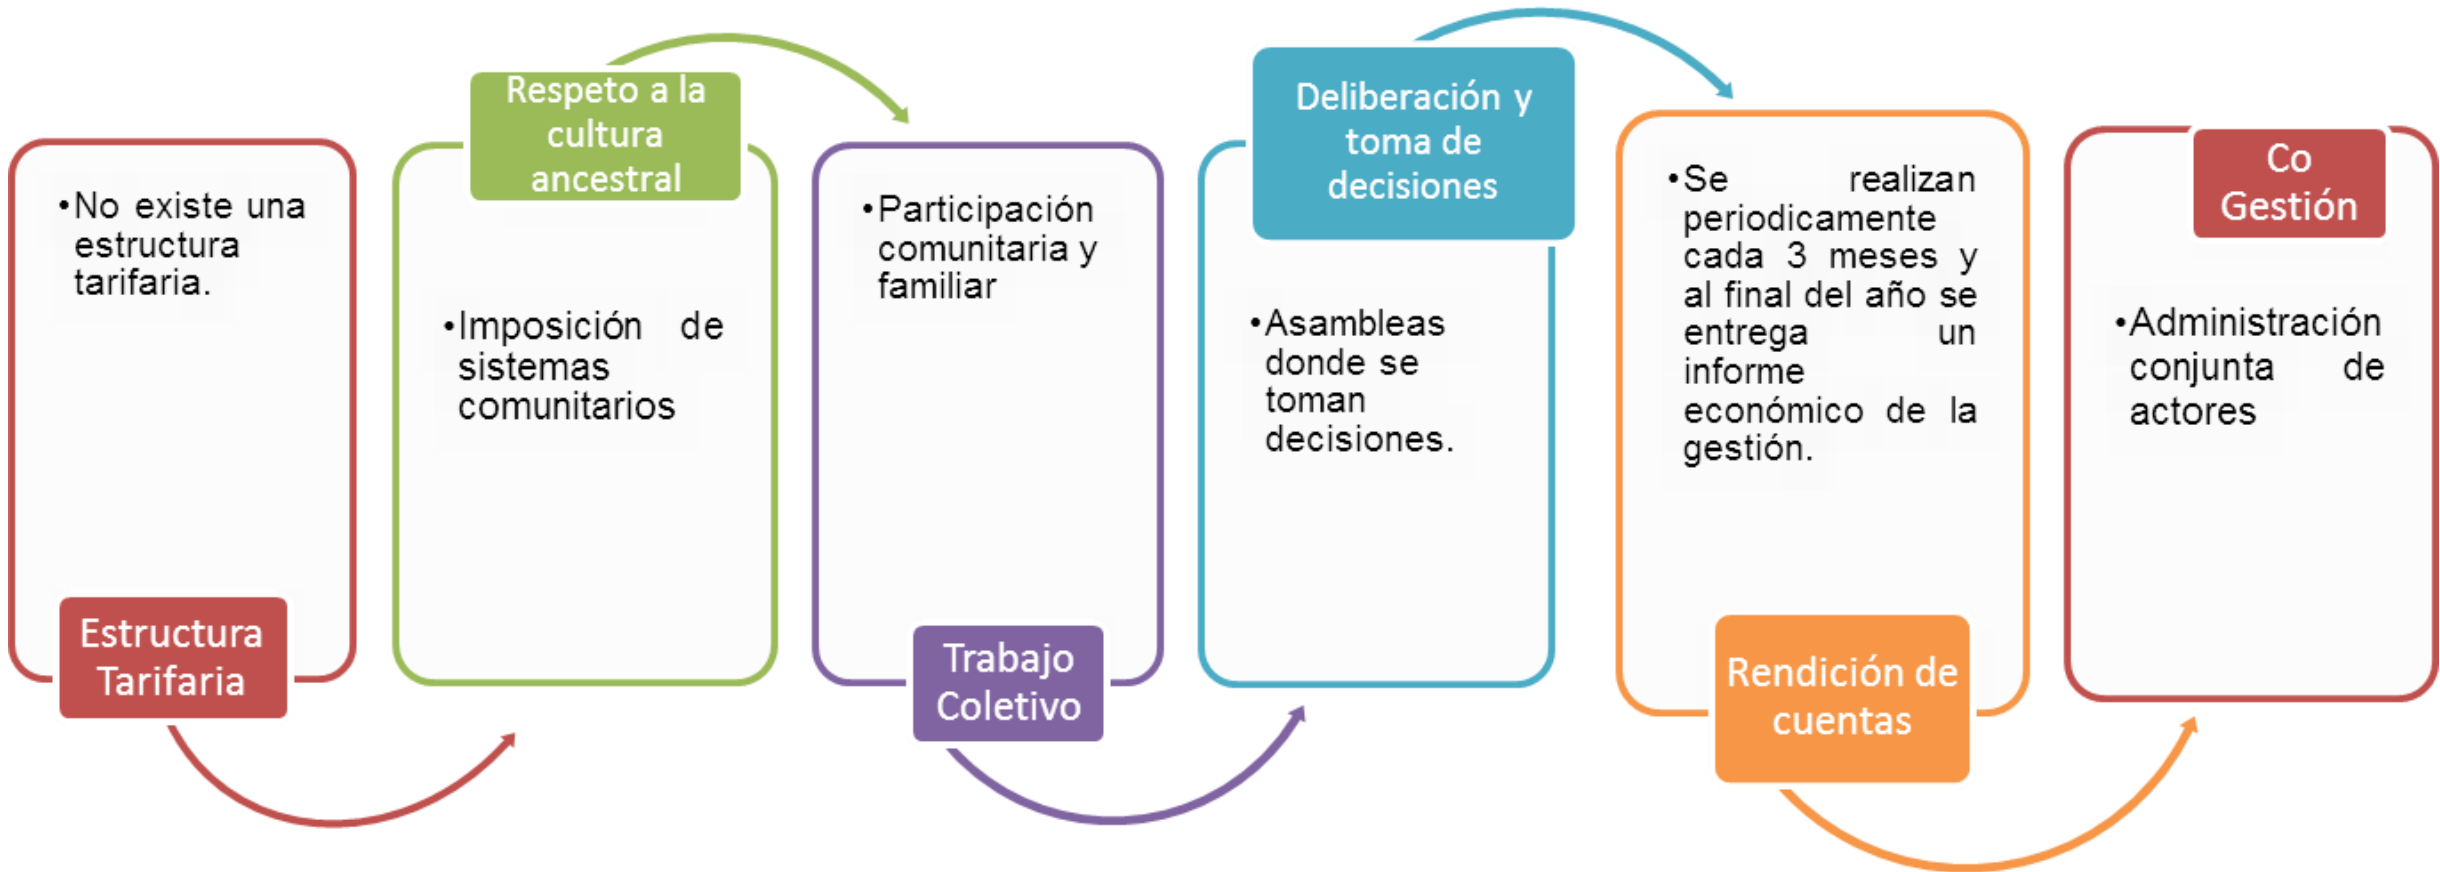 •No existe una
estructura
tarifaria.
Estructura
Tarifaria
Respeto a la
cultura
ancestral
•Imposición de
sistemas
comunitarios
•Participación
comunitaria y
familiar
Trabajo
Coletivo
Deliberación y
toma de
decisiones
•Asambleas
donde se
toman
decisiones.
•Se realizan
periodicamente
cada 3 meses y
al final del año se
entrega un
informe
económico de la
gestión.
Rendición de
cuentas
Co
Gestión
•Administración
conjunta de
actores